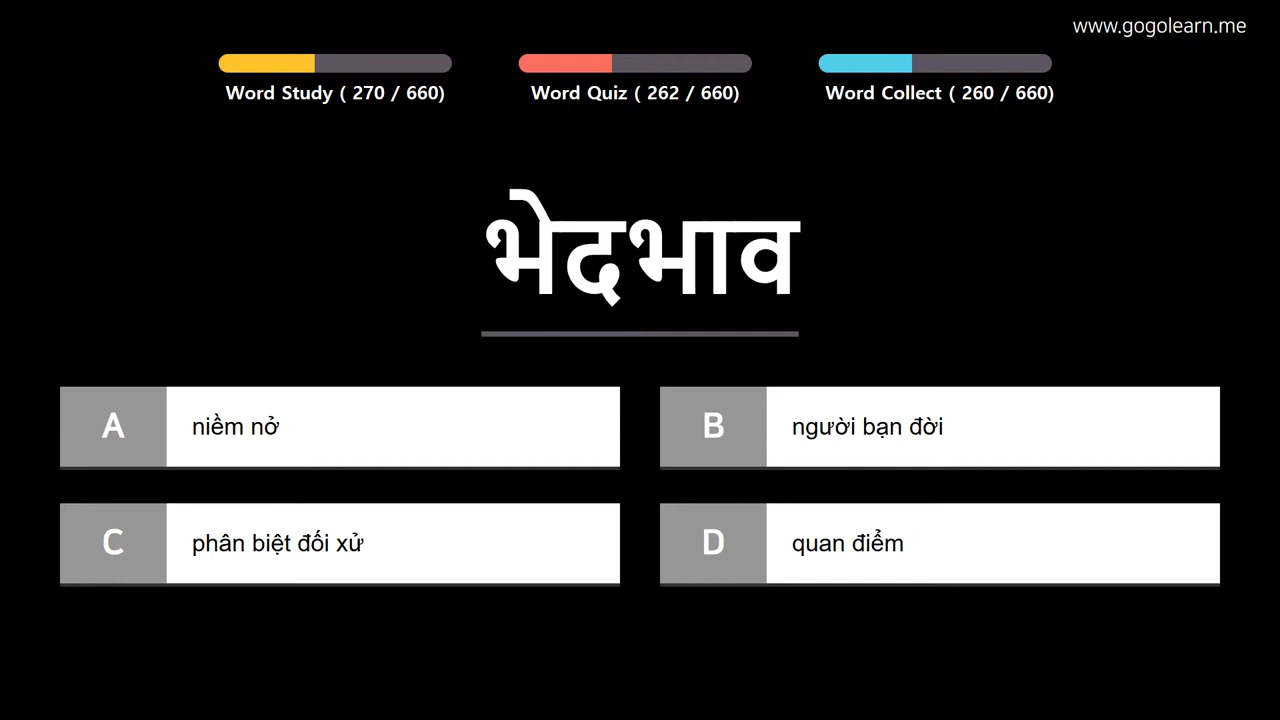 www.gogolearn.me
Word Study ( 270 / 660)
Word Quiz ( 262 / 660)
Word Collect ( 260 / 660)
भेदभाव
A niềm nở
B người bạn đời
C phân biệt đối xử
D quan điểm